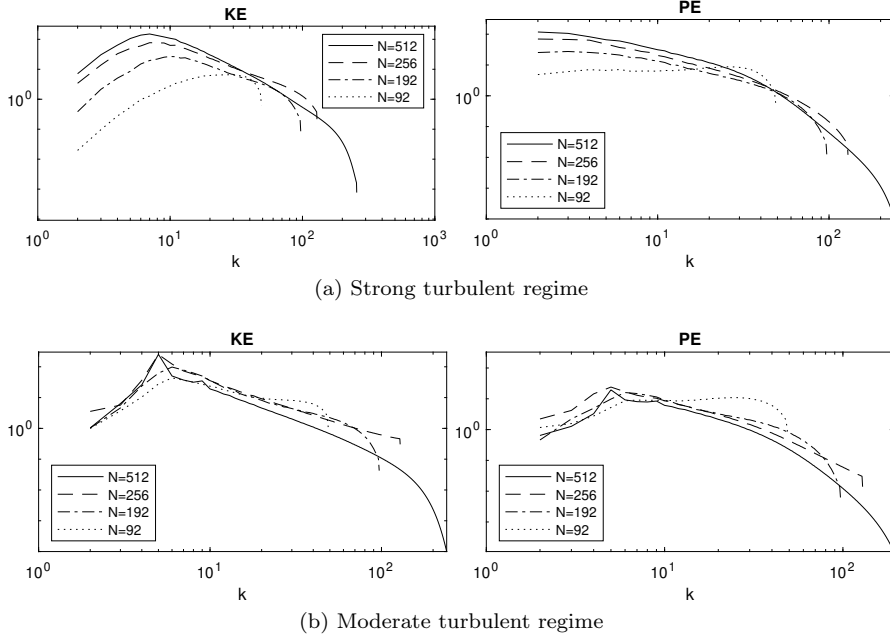 KE
N=512
N=256
N=192
N=92
10^0
10^0 10^1 10^2 10^3
k
PE
N=512
N=256
N=192
N=92
10^0
10^0 10^1 10^2
k
(a) Strong turbulent regime
KE
10^0
N=512
N=256
N=192
N=92
10^0 10^1 10^2
k
PE
10^0
N=512
N=256
N=192
N=92
10^0 10^1 10^2
k
(b) Moderate turbulent regime